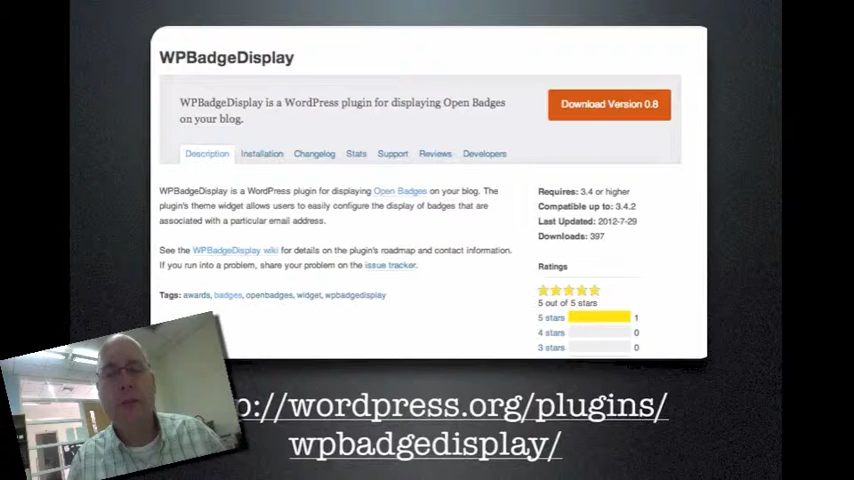 WPBadgeDisplay
WPBadgeDisplay is a WordPress plugin for displaying Open Badges
on your blog.
Download Version 0.8
Description Installation Changelog Stats Support Reviews Developers
WPBadgeDisplay is a WordPress plugin for displaying Open Badges on your blog. The
plugin's theme widget allows users to easily configure the display of badges that are
associated with a particular email address.
See the WPBadgeDisplay wiki for details on the plugin's roadmap and contact information.
If you run into a problem, share your problem on the issue tracker.
Tags: awards, badges, openbadges, widget, wpbadgedisplay
Requires: 3.4 or higher
Compatible up to: 3.4.2
Last Updated: 2012-7-29
Downloads: 397
Ratings
5 out of 5 stars
5 stars 1
4 stars 0
3 stars 0
p://wordpress.org/plugins/
wpbadgedisplay/